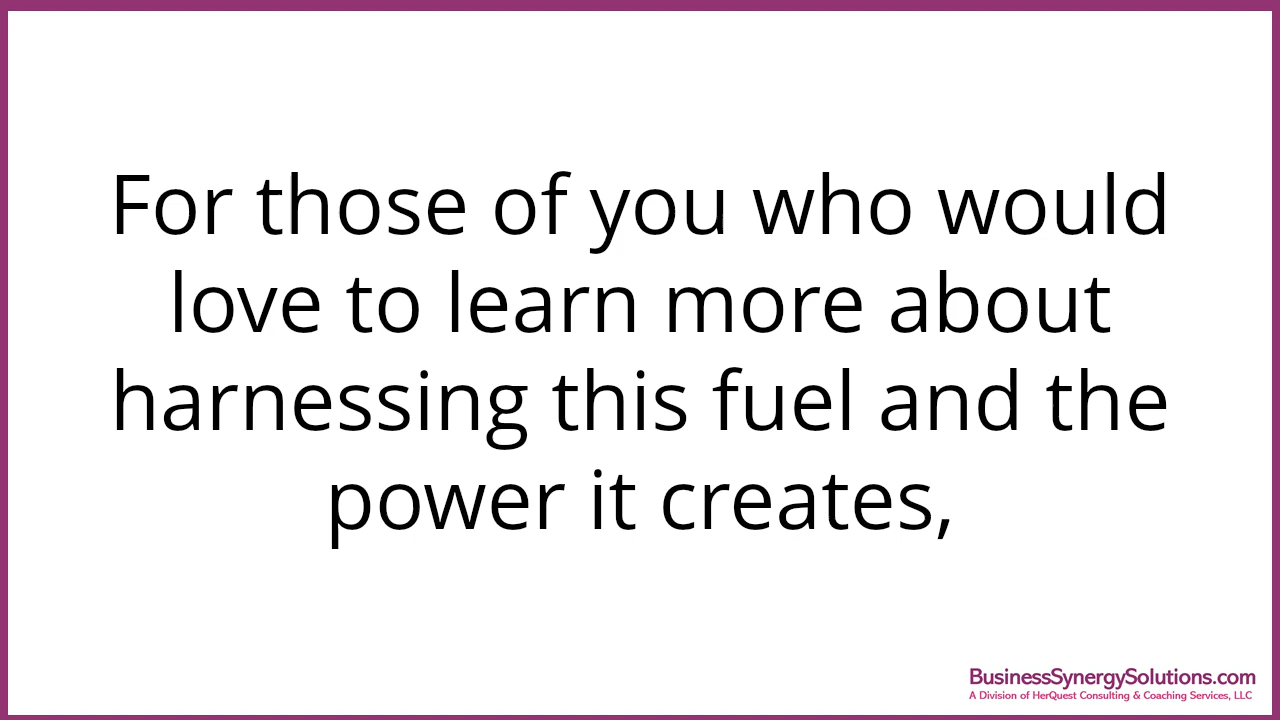 For those of you who would
love to learn more about
harnessing this fuel and the
power it creates,
BusinessSynergySolutions.com
A Division of HerQuest Consulting & Coaching Services, LLC